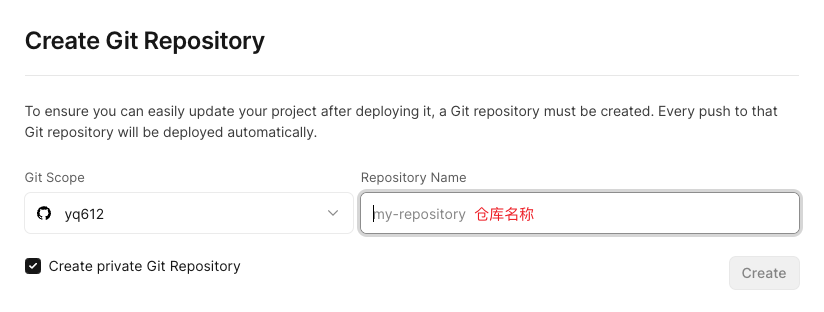 Create Git Repository
To ensure you can easily update your project after deploying it, a Git repository must be created. Every push to that
Git repository will be deployed automatically.
Git Scope
Repository Name
yq612
my-repository 仓库名称
Create private Git Repository
Create